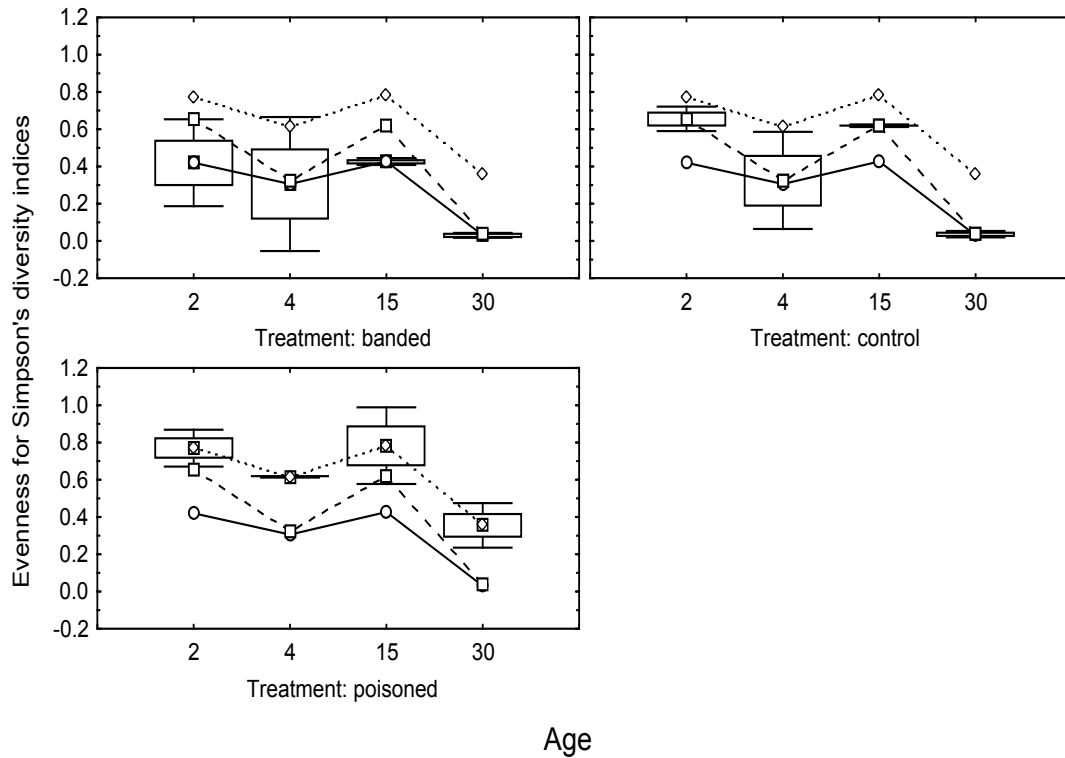 Evenness for Simpson's diversity indices
1.2
1.0
0.8
0.6
0.4
0.2
0.0
-0.2
2 4 15 30
Treatment: banded
2 4 15 30
Treatment: control
1.2
1.0
0.8
0.6
0.4
0.2
0.0
-0.2
2 4 15 30
Treatment: poisoned
Age